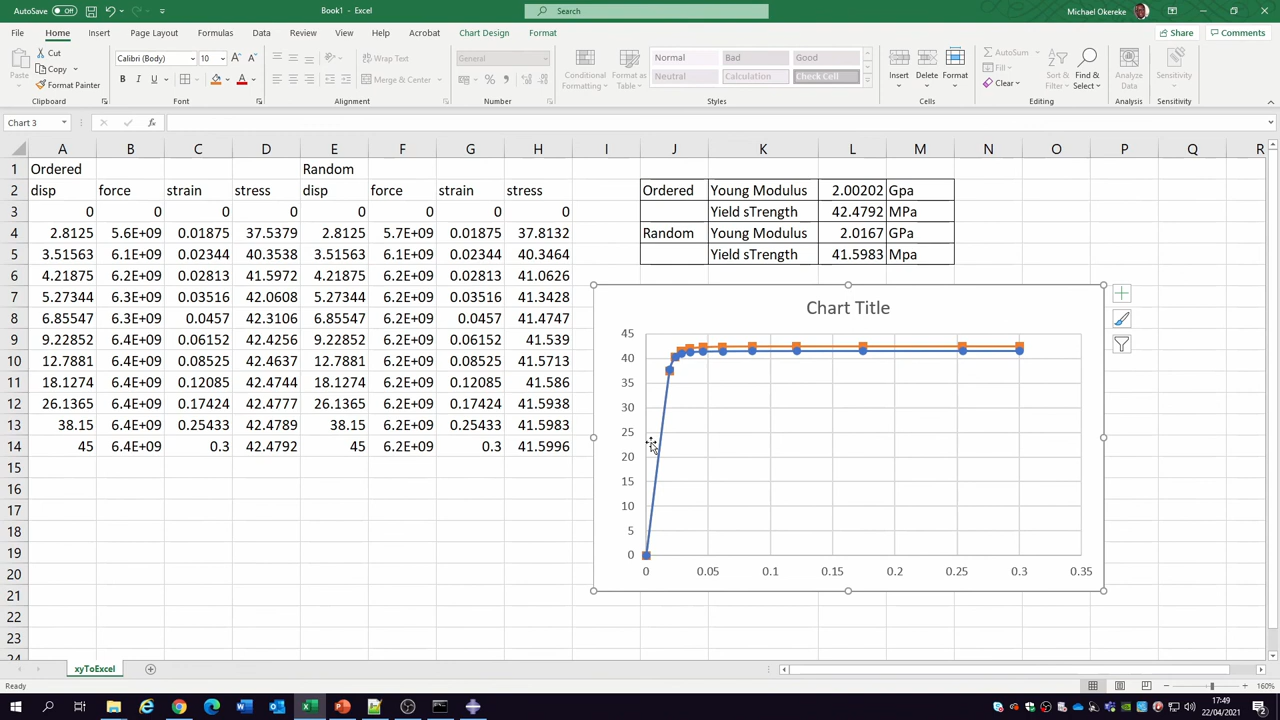 AutoSave Off Book1 - Excel Search Michael Okereke
File Home Insert Page Layout Formulas Data Review View Help Acrobat Chart Design Format Share Comments
Paste Cut Copy Format Painter
Clipboard
Calibri (Body) 10
B I U
Font
Wrap Text
Merge & Center
Alignment
General
Number
Conditional Formatting Format as Table
Normal Bad Good
Neutral Calculation Check Cell
Styles
Insert Delete Format
Cells
AutoSum
Fill
Clear
Sort & Filter Find & Select
Editing
Analyze Data
Analysis
Sensitivity
Sensitivity
Chart 3 fx
A B C D E F G H I J K L M N O P Q R
1 Ordered Random
2 disp force strain stress disp force strain stress Ordered Young Modulus 2.00202 Gpa
3 0 0 0 0 0 0 0 0 Yield sTrength 42.4792 MPa
4 2.8125 5.6E+09 0.01875 37.5379 2.8125 5.7E+09 0.01875 37.8132 Random Young Modulus 2.0167 GPa
5 3.51563 6.1E+09 0.02344 40.3538 3.51563 6.1E+09 0.02344 40.3464 Yield sTrength 41.5983 Mpa
6 4.21875 6.2E+09 0.02813 41.5972 4.21875 6.2E+09 0.02813 41.0626
7 5.27344 6.3E+09 0.03516 42.0608 5.27344 6.2E+09 0.03516 41.3428
8 6.85547 6.3E+09 0.0457 42.3106 6.85547 6.2E+09 0.0457 41.4747
9 9.22852 6.4E+09 0.06152 42.4256 9.22852 6.2E+09 0.06152 41.539
10 12.7881 6.4E+09 0.08525 42.4637 12.7881 6.2E+09 0.08525 41.5713
11 18.1274 6.4E+09 0.12085 42.4744 18.1274 6.2E+09 0.12085 41.586
12 26.1365 6.4E+09 0.17424 42.4777 26.1365 6.2E+09 0.17424 41.5938
13 38.15 6.4E+09 0.25433 42.4789 38.15 6.2E+09 0.25433 41.5983
14 45 6.4E+09 0.3 42.4792 45 6.2E+09 0.3 41.5996
15
16
17
18
19
20
21
22
23
24
Chart Title
45
40
35
30
25
20
15
10
5
0
0 0.05 0.1 0.15 0.2 0.25 0.3 0.35
xyToExcel
Ready 160%
17:49
22/04/2021